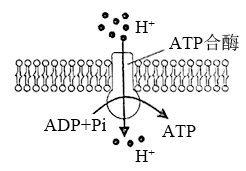 H⁺
ATP合酶
ADP+Pi
ATP
H⁺